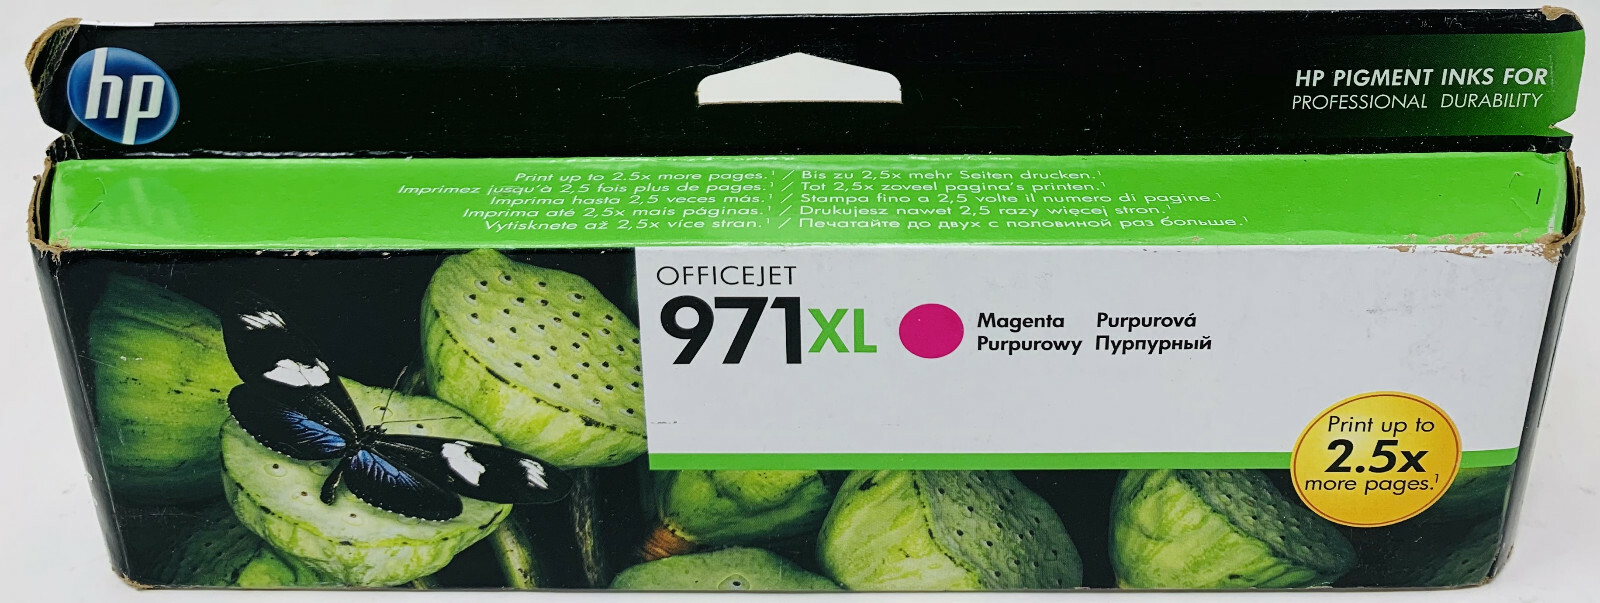 hp
HP PIGMENT INKS FOR
PROFESSIONAL DURABILITY
Print up to 2.5x more pages.¹ / Bis zu 2,5x mehr Seiten drucken.¹
Imprimez jusqu'à 2,5 fois plus de pages.¹ / Tot 2,5x zoveel pagina's printen.¹
Imprima hasta 2,5 veces más.¹ / Stampa fino a 2,5 volte il numero di pagine.¹
Imprima até 2,5x mais páginas.¹ / Drukujesz nawet 2,5 razy więcej stron.¹
Vytisknete až 2,5x více stran.¹ / Печатайте до двух с половиной раз больше.¹
OFFICEJET
971XL
Magenta Purpurová
Purpurowy Пурпурный
Print up to
2.5x
more pages.¹